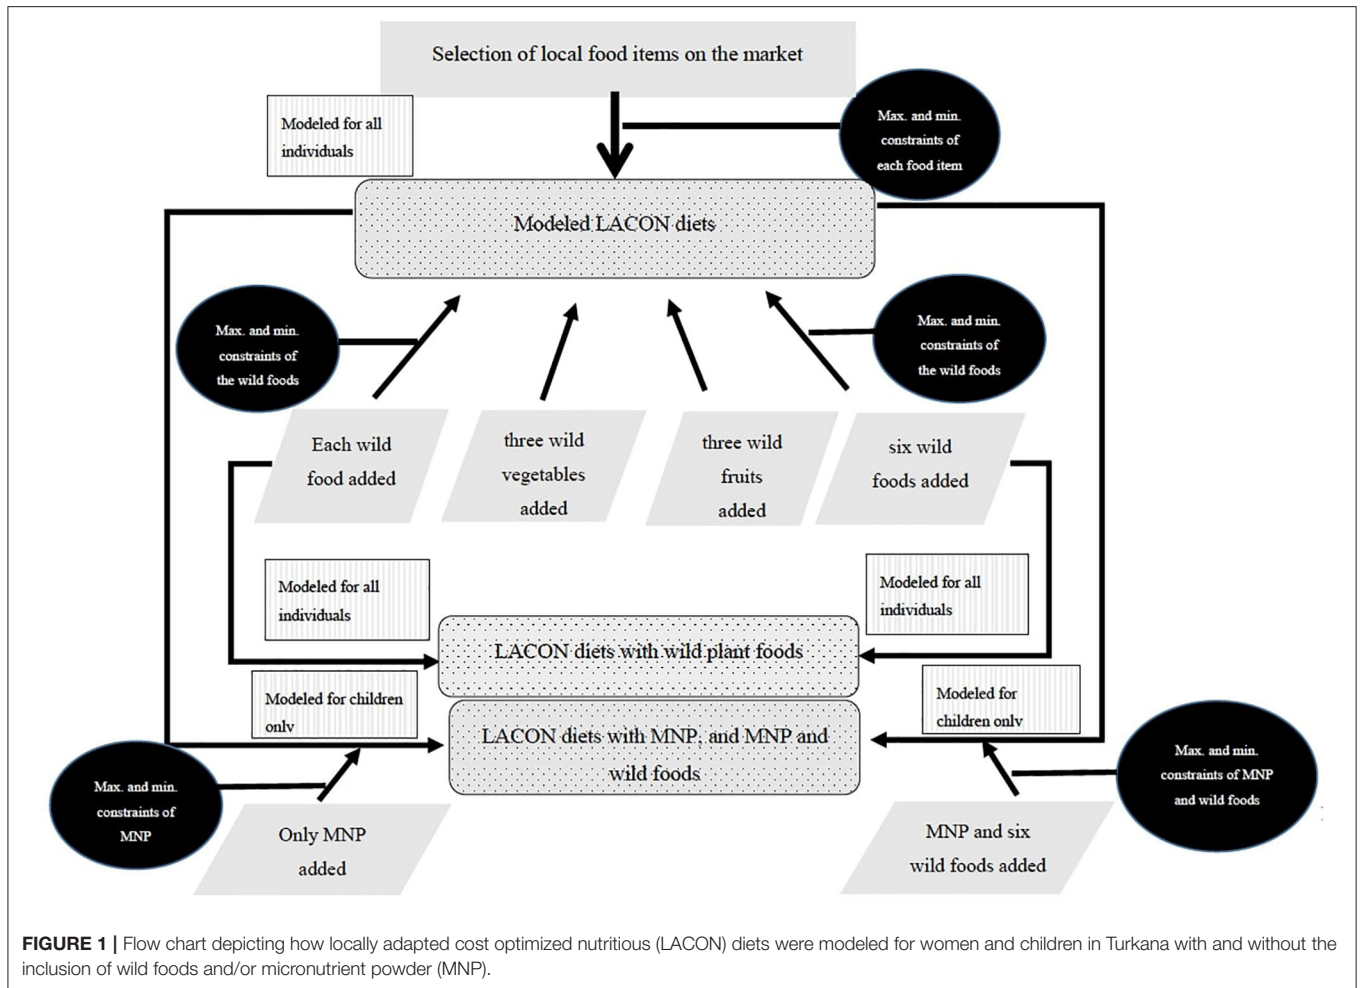 Selection of local food items on the market
Modeled for all
individuals
Max. and min.
constraints of
each food item
Modeled LACON diets
Max. and min.
constraints of
the wild foods
Max. and min.
constraints of
the wild foods
Each wild
food added
three wild
vegetables
added
three wild
fruits
added
six wild
foods added
Modeled for all
individuals
Modeled for all
individuals
LACON diets with wild plant foods
Modeled for children
only
Modeled for
children only
LACON diets with MNP, and MNP and
wild foods
Max. and min.
constraints of
MNP
Max. and min.
constraints of MNP
and wild foods
Only MNP
added
MNP and six
wild foods added
FIGURE 1 | Flow chart depicting how locally adapted cost optimized nutritious (LACON) diets were modeled for women and children in Turkana with and without the
inclusion of wild foods and/or micronutrient powder (MNP).